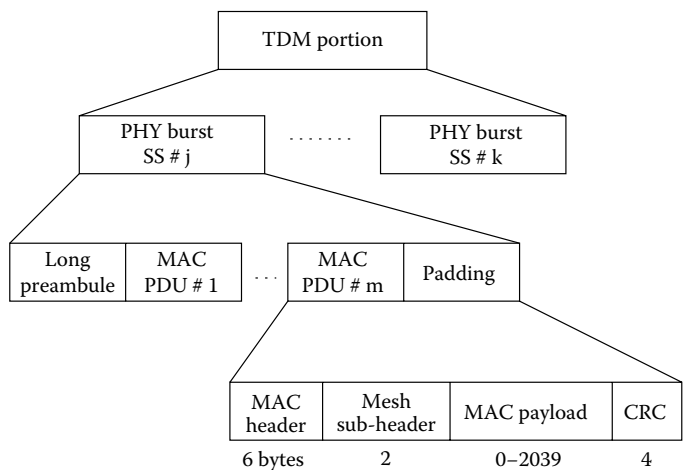 TDM portion
PHY burst
SS # j
. . . . . . .
PHY burst
SS # k
Long
preambule
MAC
PDU # 1
. . .
MAC
PDU # m
Padding
MAC
header
Mesh
sub-header
MAC payload
CRC
6 bytes
2
0–2039
4